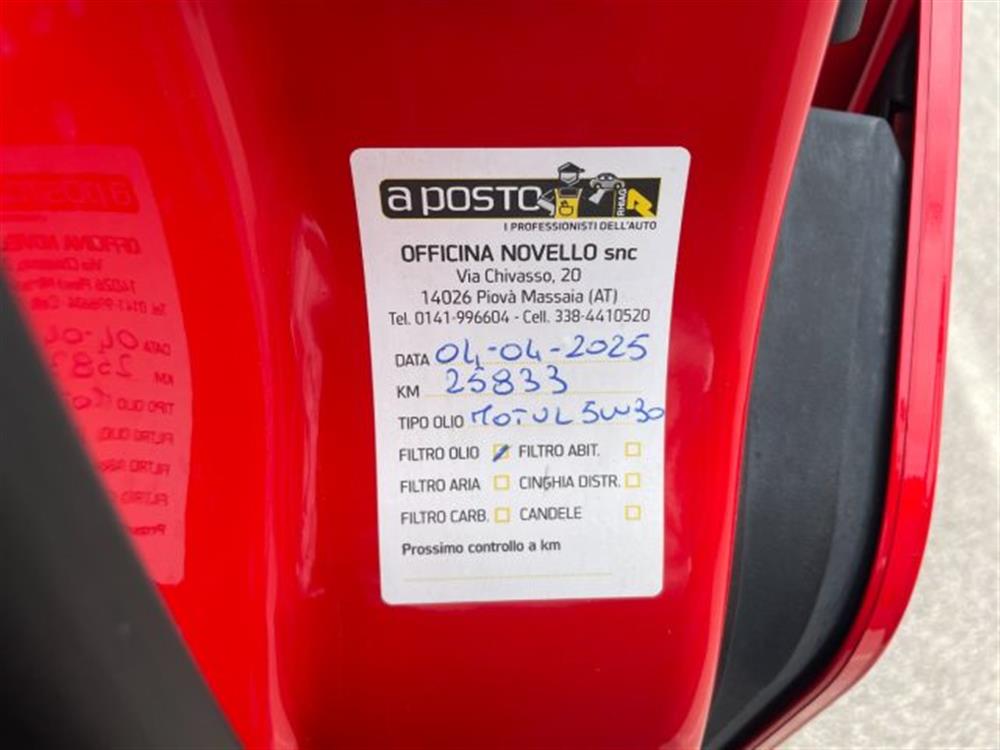 a posto
RHIAG
I PROFESSIONISTI DELL'AUTO
OFFICINA NOVELLO snc
Via Chivasso, 20
14026 Piovà Massaia (AT)
Tel. 0141-996604 - Cell. 338-4410520
DATA 04-04-2025
KM 25833
TIPO OLIO MOTUL 5W30
FILTRO OLIO FILTRO ABIT.
FILTRO ARIA CINGHIA DISTR.
FILTRO CARB. CANDELE
Prossimo controllo a km